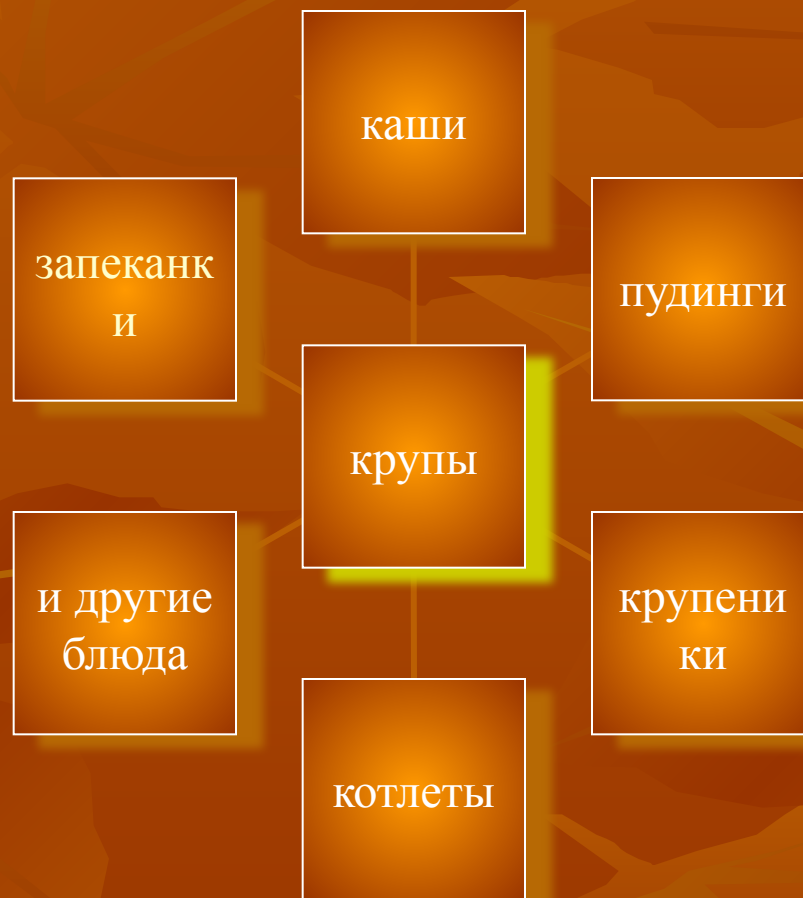 каши
запеканк
и
пудинги
крупы
и другие
блюда
крупени
ки
котлеты